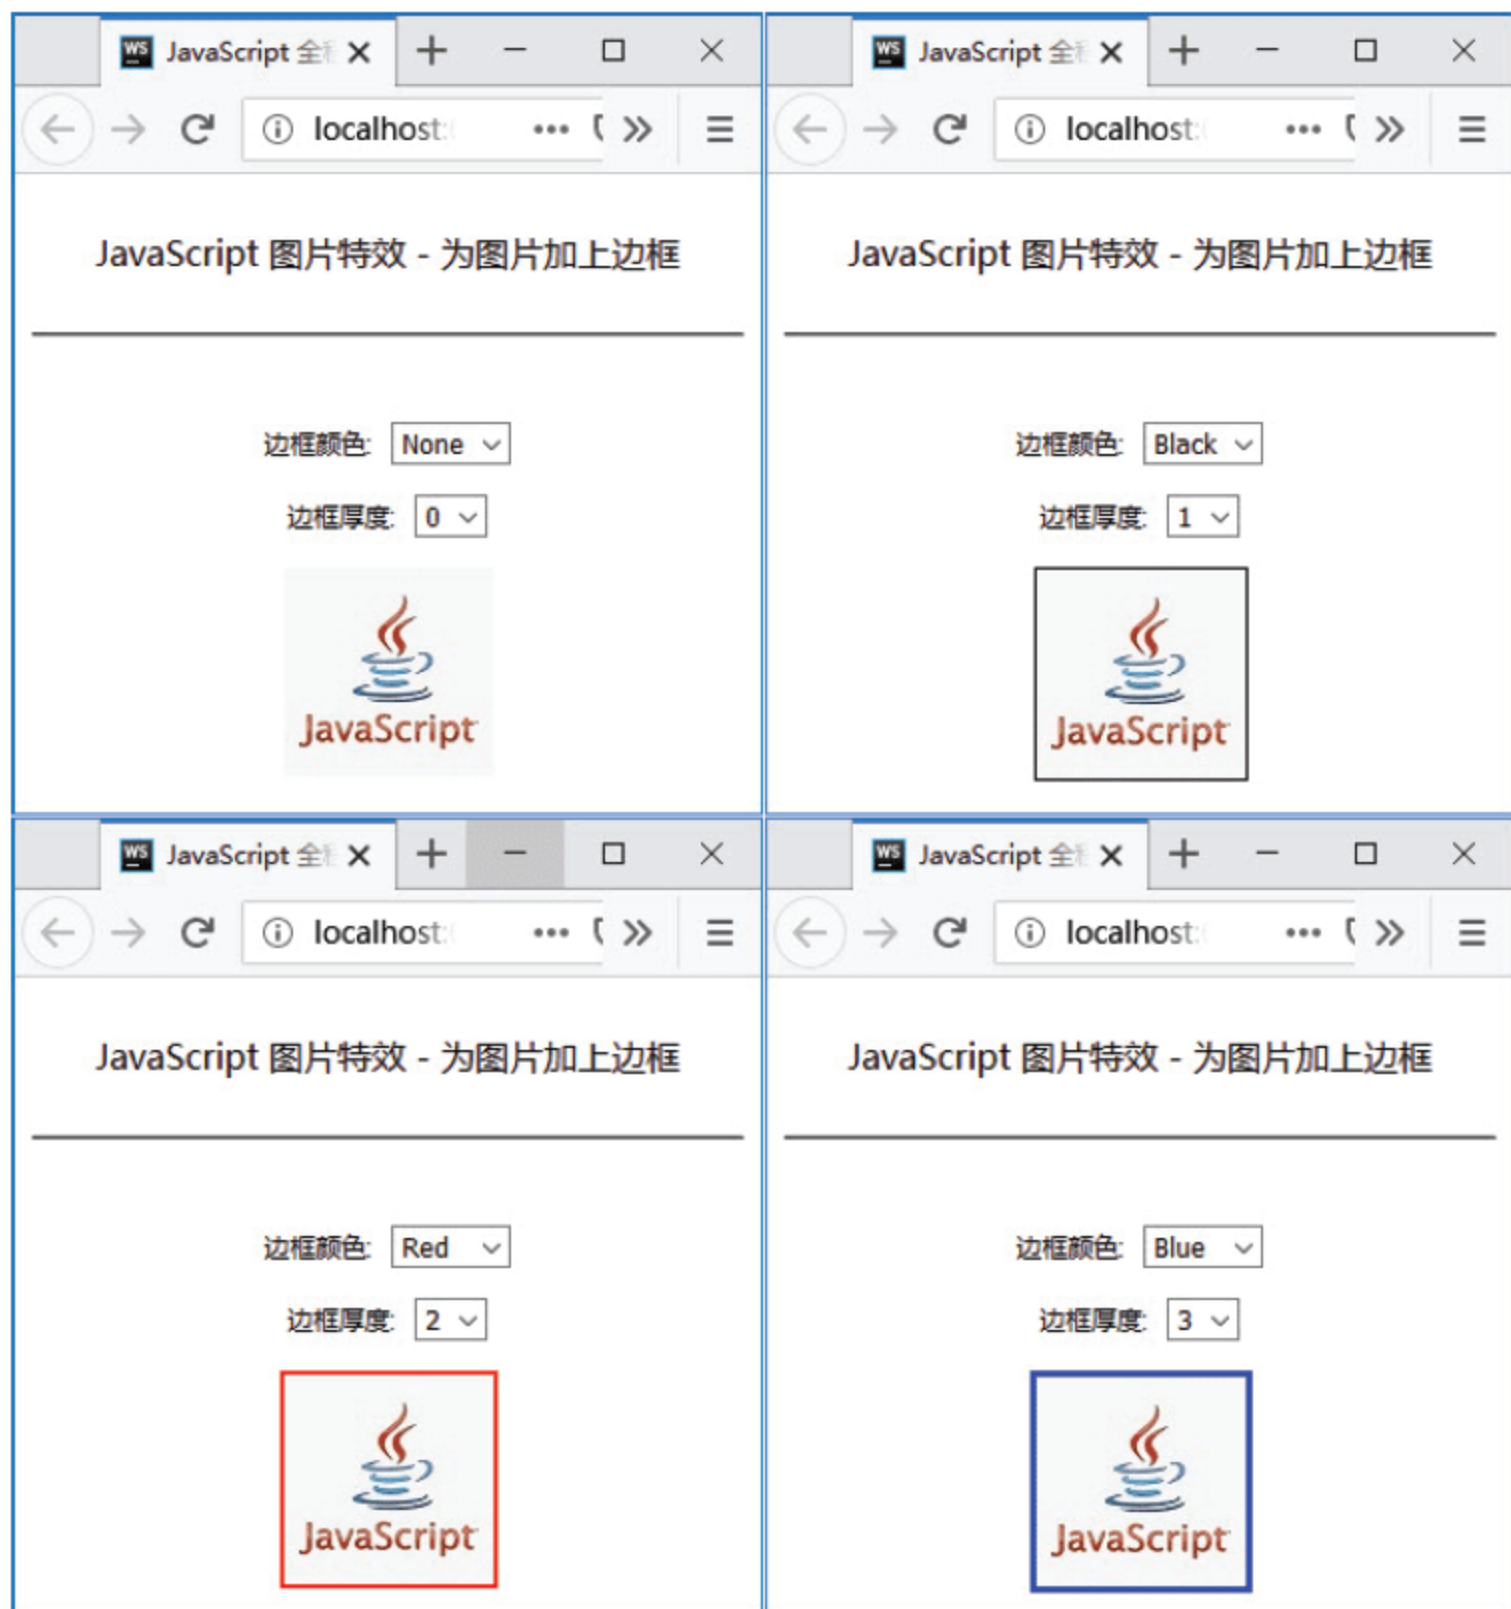 WS JavaScript 全
localhost:
JavaScript 图片特效 - 为图片加上边框
边框颜色: None
边框厚度: 0
JavaScript
WS JavaScript 全
localhost:
JavaScript 图片特效 - 为图片加上边框
边框颜色: Black
边框厚度: 1
JavaScript
WS JavaScript 全
localhost:
JavaScript 图片特效 - 为图片加上边框
边框颜色: Red
边框厚度: 2
JavaScript
WS JavaScript 全
localhost:
JavaScript 图片特效 - 为图片加上边框
边框颜色: Blue
边框厚度: 3
JavaScript